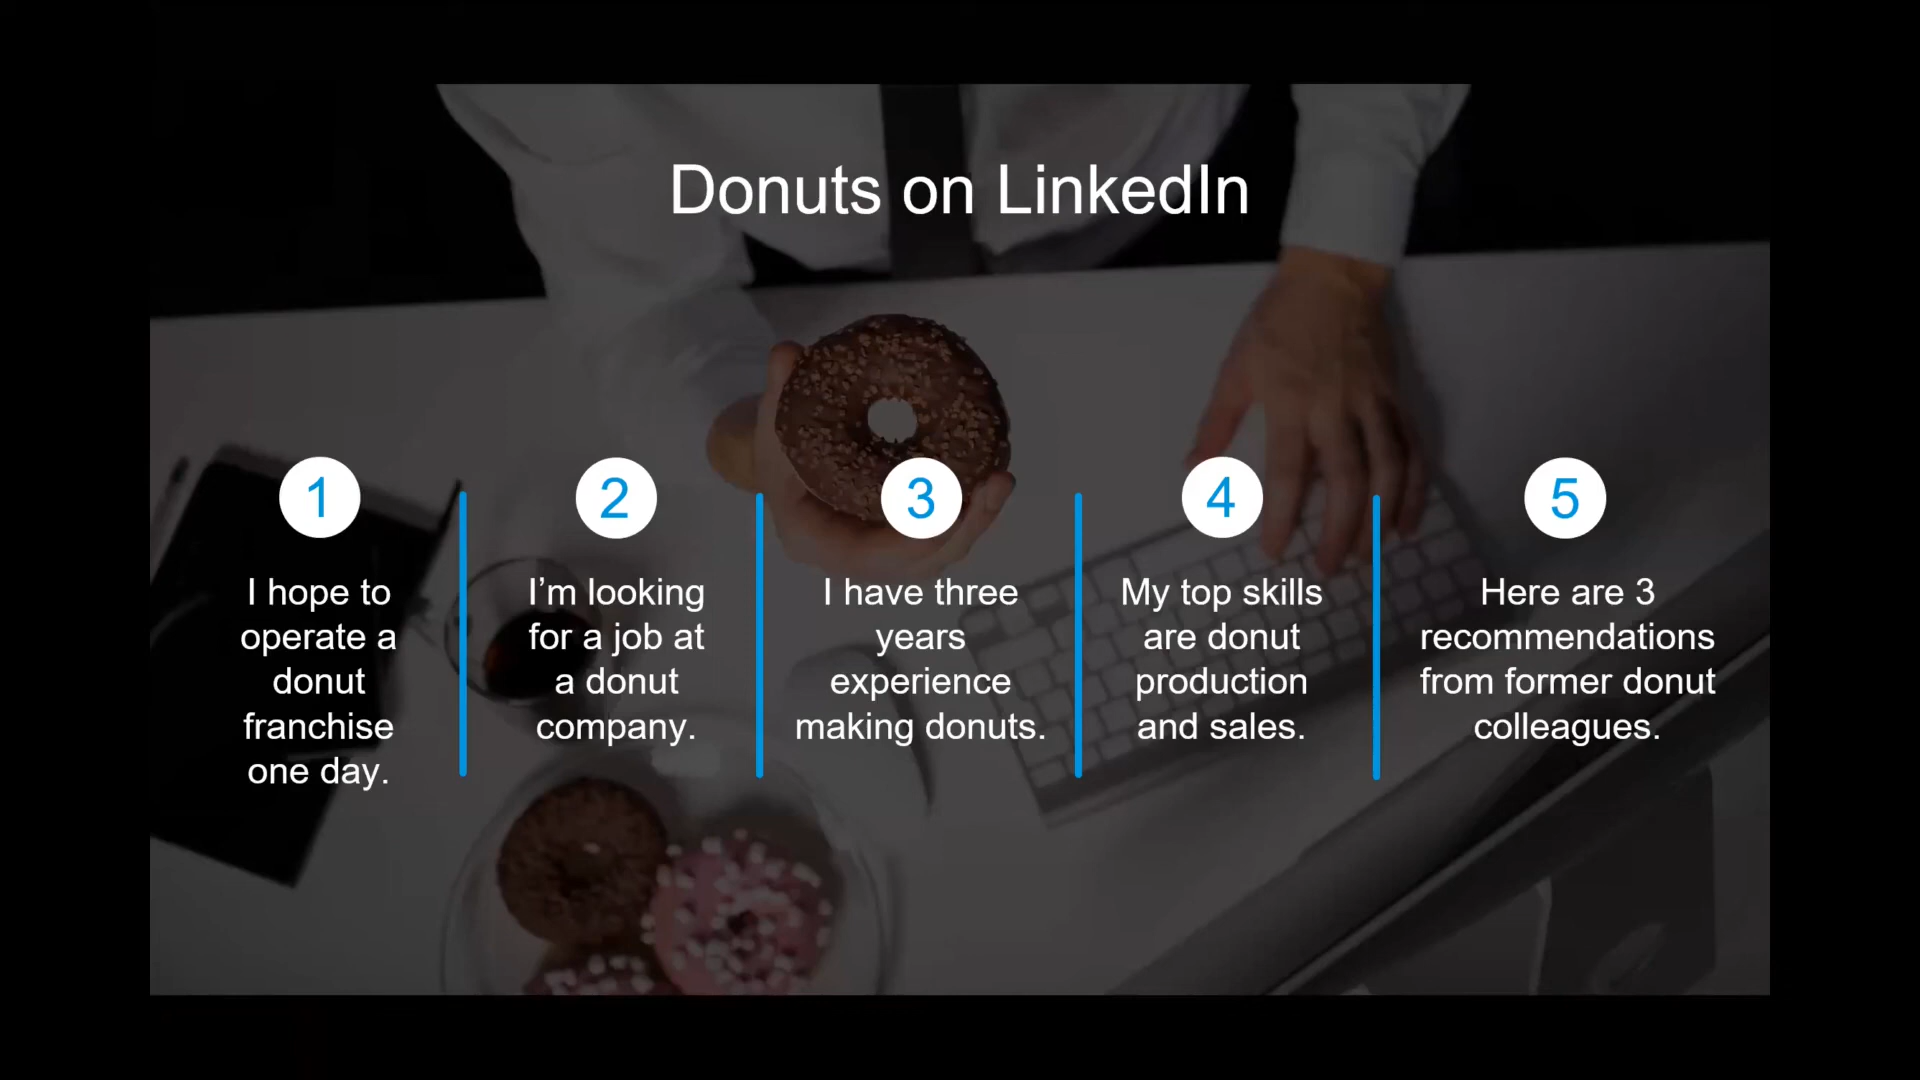 Donuts on LinkedIn
1
I hope to
operate a
donut
franchise
one day.
2
I’m looking
for a job at
a donut
company.
3
I have three
years
experience
making donuts.
4
My top skills
are donut
production
and sales.
5
Here are 3
recommendations
from former donut
colleagues.